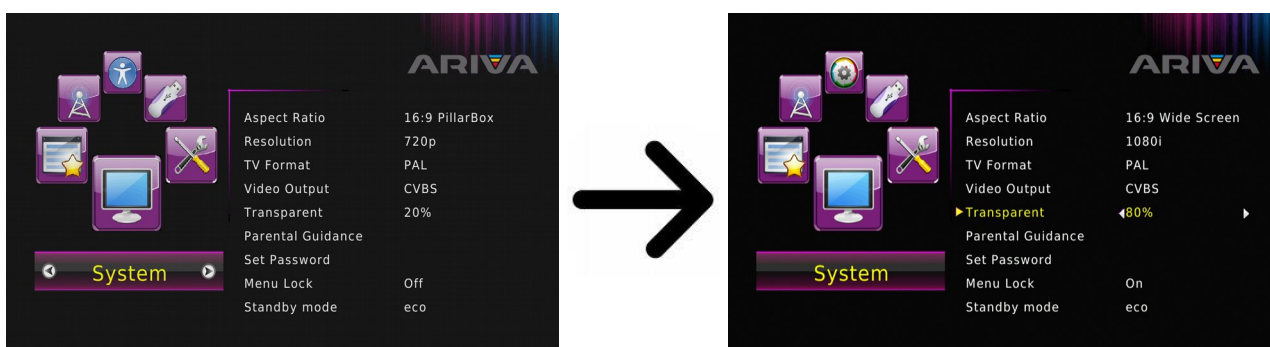 ARIVA
Aspect Ratio 16:9 PillarBox
Resolution 720p
TV Format PAL
Video Output CVBS
Transparent 20%
Parental Guidance
Set Password
Menu Lock Off
Standby mode eco
System
ARIVA
Aspect Ratio 16:9 Wide Screen
Resolution 1080i
TV Format PAL
Video Output CVBS
Transparent 80%
Parental Guidance
Set Password
Menu Lock On
Standby mode eco
System